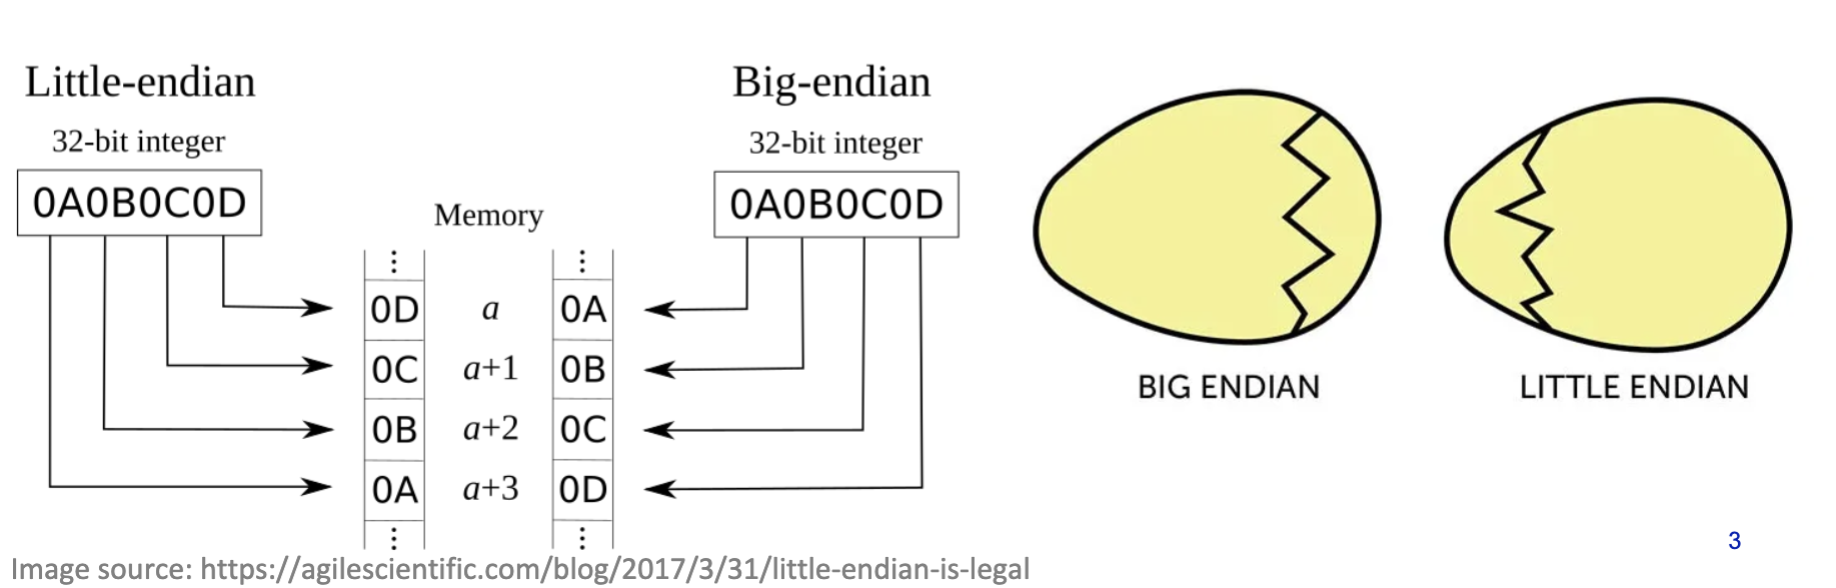 Little-endian
32-bit integer
0A0B0C0D
Big-endian
32-bit integer
0A0B0C0D
Memory
⋮ ⋮
0D a 0A
0C a+1 0B
0B a+2 0C
0A a+3 0D
⋮ ⋮
BIG ENDIAN
LITTLE ENDIAN
3
Image source: https://agilescientific.com/blog/2017/3/31/little-endian-is-legal